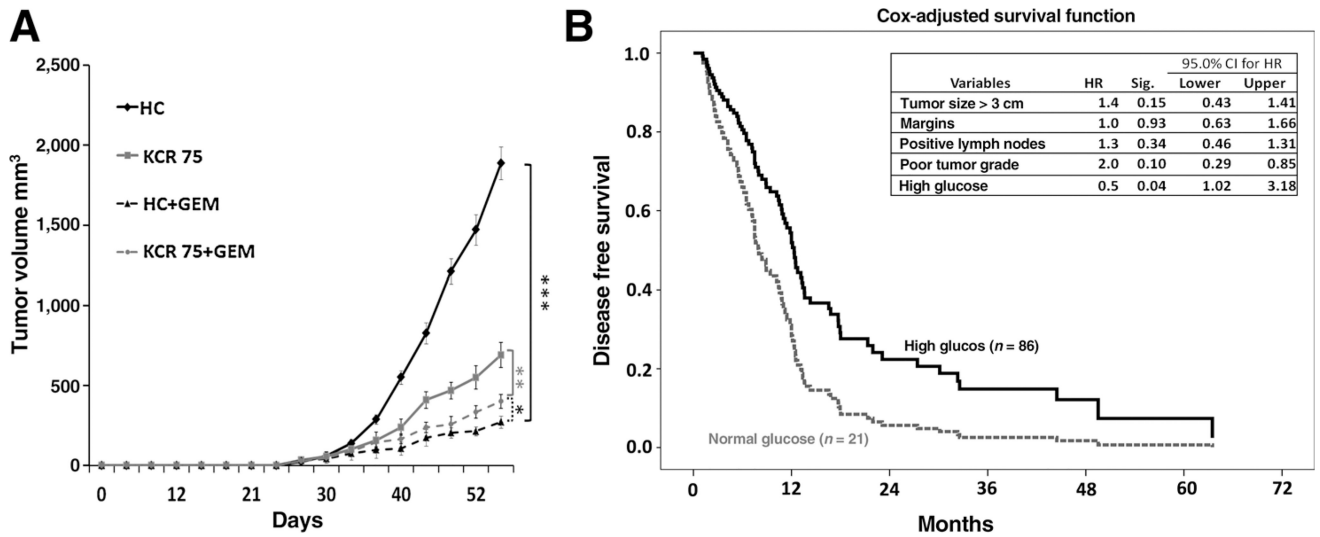 A
2,500
2,000
1,500
1,000
500
0
Tumor volume mm³
HC
KCR 75
HC+GEM
KCR 75+GEM
***
**
*
0 12 21 30 40 52
Days
B
Cox-adjusted survival function
1.0
0.8
0.6
0.4
0.2
0.0
Disease free survival
95.0% CI for HR
Variables HR Sig. Lower Upper
Tumor size > 3 cm 1.4 0.15 0.43 1.41
Margins 1.0 0.93 0.63 1.66
Positive lymph nodes 1.3 0.34 0.46 1.31
Poor tumor grade 2.0 0.10 0.29 0.85
High glucose 0.5 0.04 1.02 3.18
High glucos (n = 86)
Normal glucose (n = 21)
0 12 24 36 48 60 72
Months